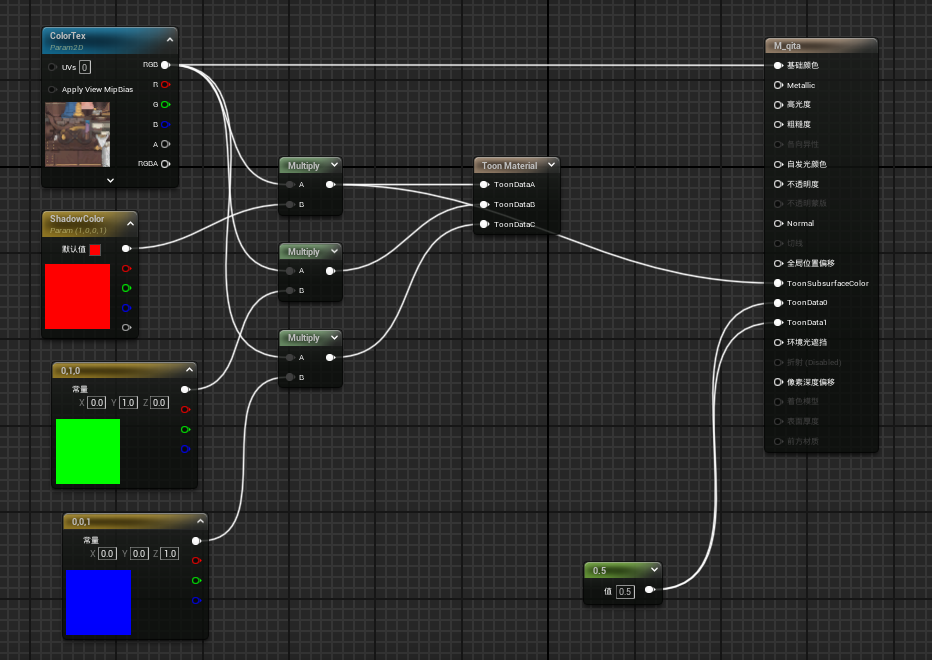 ColorTex
Param2D
UVs 0
Apply View MipBias
RGB
R
G
B
A
RGBA
ShadowColor
Param (1,0,0,1)
默认值
0,1,0
常量
X 0.0 Y 1.0 Z 0.0
0,0,1
常量
X 0.0 Y 0.0 Z 1.0
Multiply
A
B
Multiply
A
B
Multiply
A
B
Toon Material
ToonDataA
ToonDataB
ToonDataC
0.5
值 0.5
M_qita
基础颜色
Metallic
高光度
粗糙度
各向异性
自发光颜色
不透明度
不透明蒙版
Normal
切线
全局位置偏移
ToonSubsurfaceColor
ToonData0
ToonData1
环境光遮挡
折射 (Disabled)
像素深度偏移
着色模型
表面厚度
前方材质